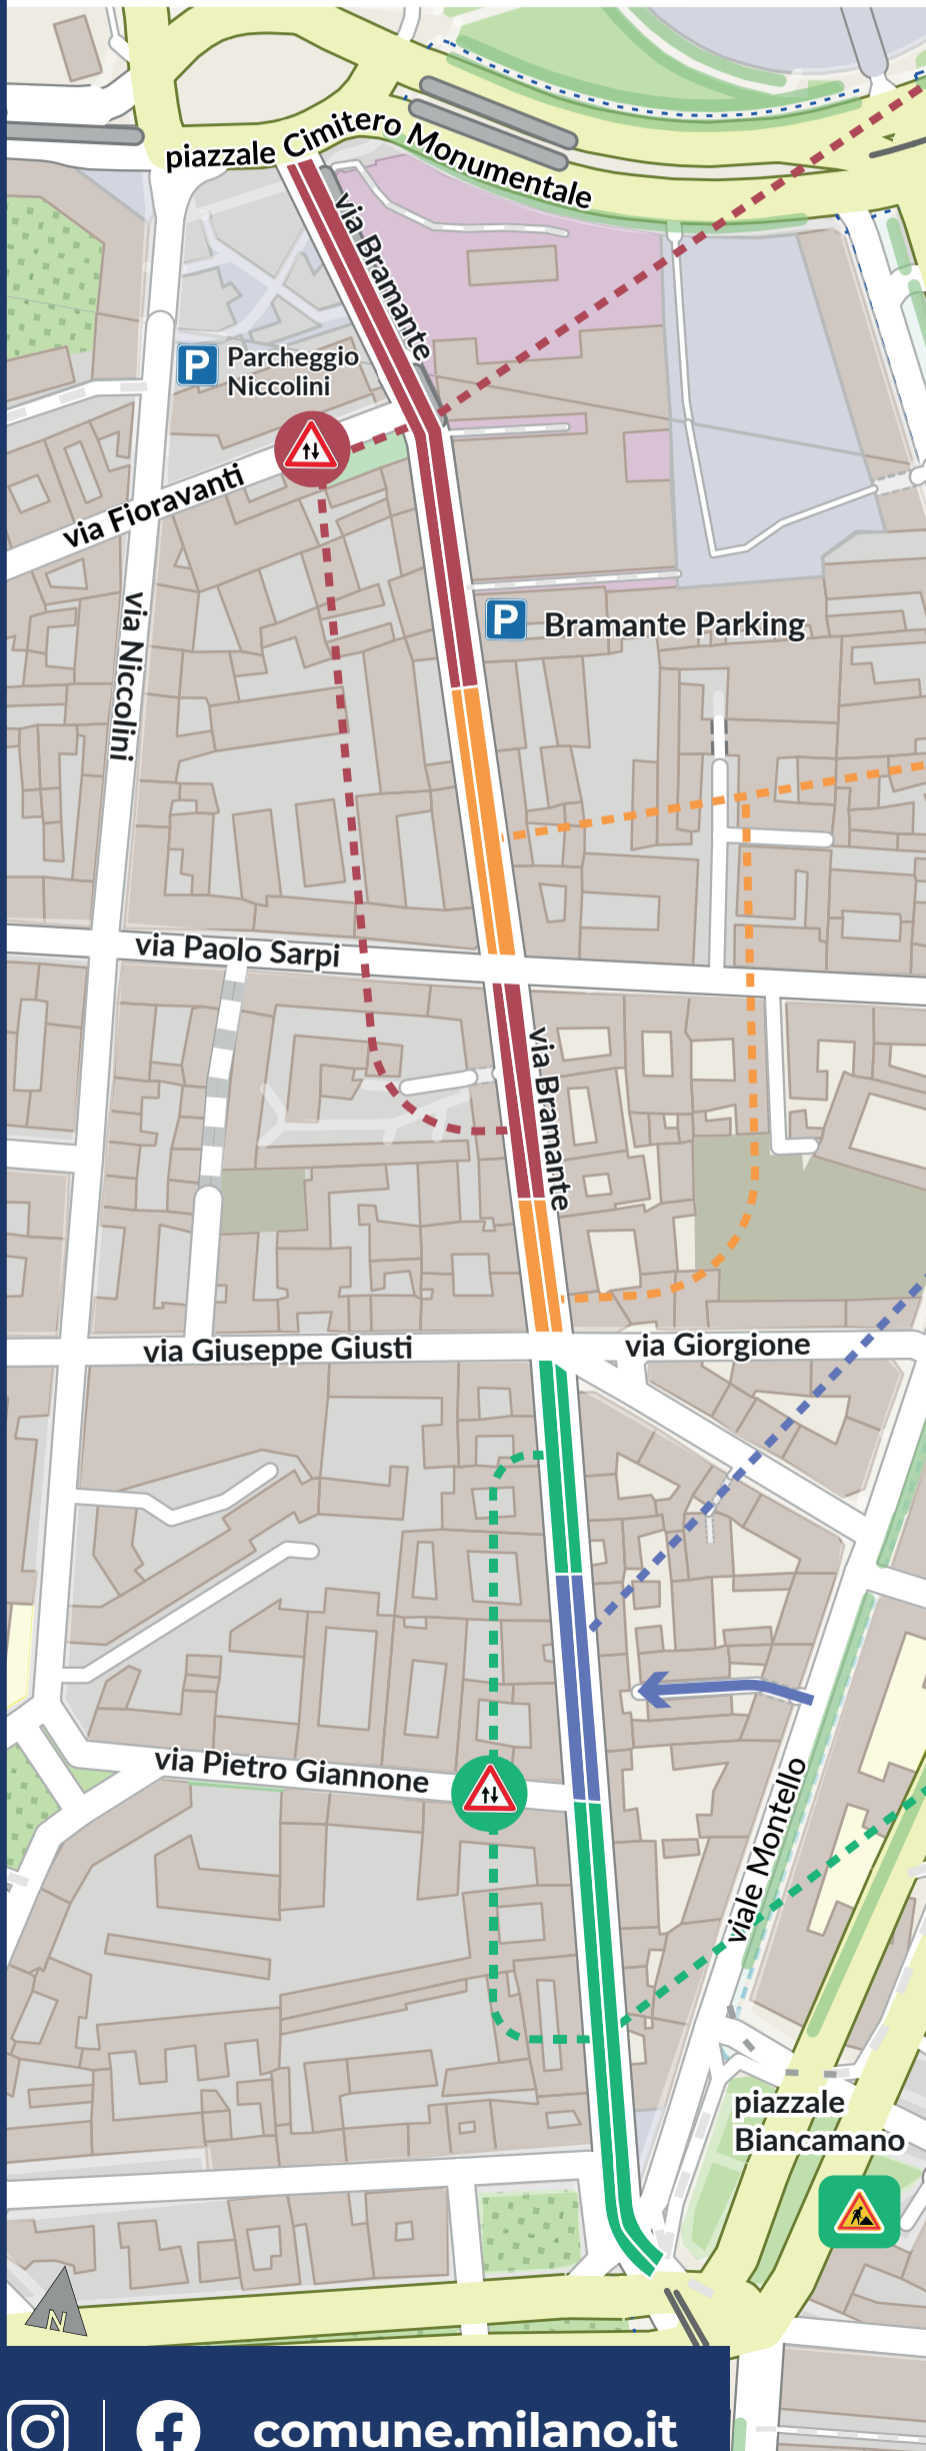 piazzale Cimitero Monumentale
via Bramante
P Parcheggio
Niccolini
via Fioravanti
via Niccolini
P Bramante Parking
via Paolo Sarpi
via Bramante
via Giuseppe Giusti
via Giorgione
via Pietro Giannone
viale Montello
piazzale
Biancamano
N
comune.milano.it